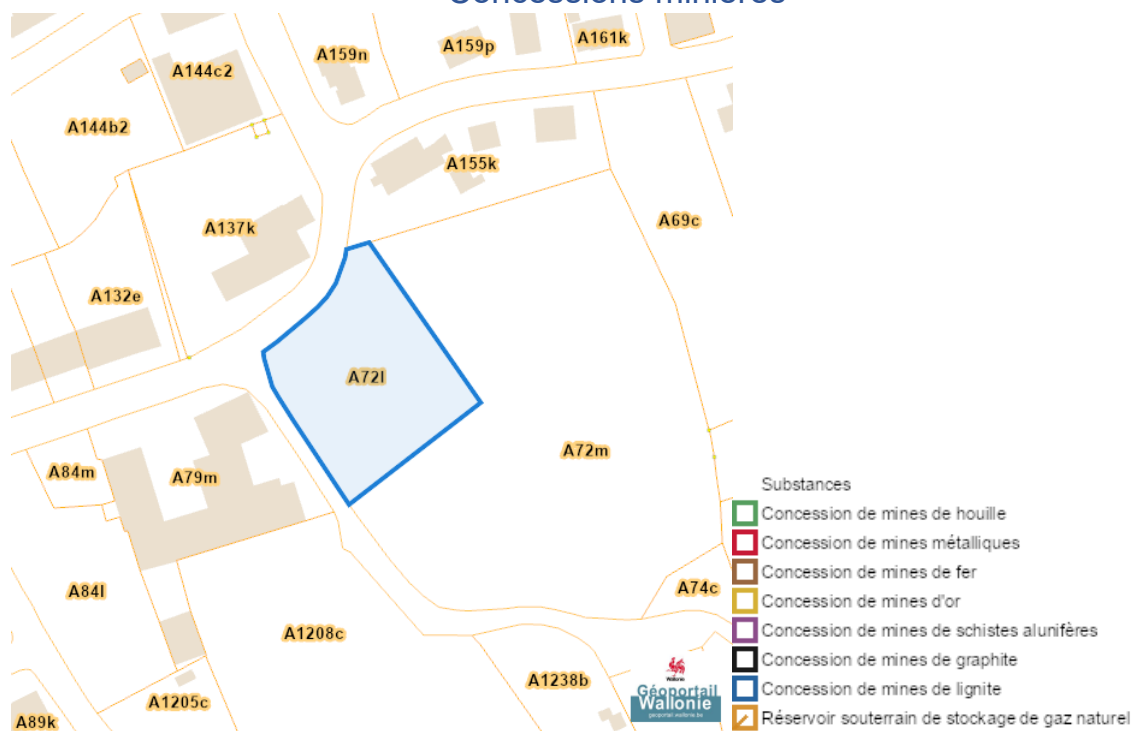 Concessions minières
A159n
A159p
A161k
A144c2
A144b2
A155k
A137k
A69c
A132e
A72l
A72m
A84m
A79m
Substances
Concession de mines de houille
Concession de mines métalliques
Concession de mines de fer
Concession de mines d'or
Concession de mines de schistes alunifères
Concession de mines de graphite
Concession de mines de lignite
Réservoir souterrain de stockage de gaz naturel
A84l
A74c
A1208c
A1238b
A1205c
A89k
Wallonie
Géoportail
Wallonie
geoportail.wallonie.be